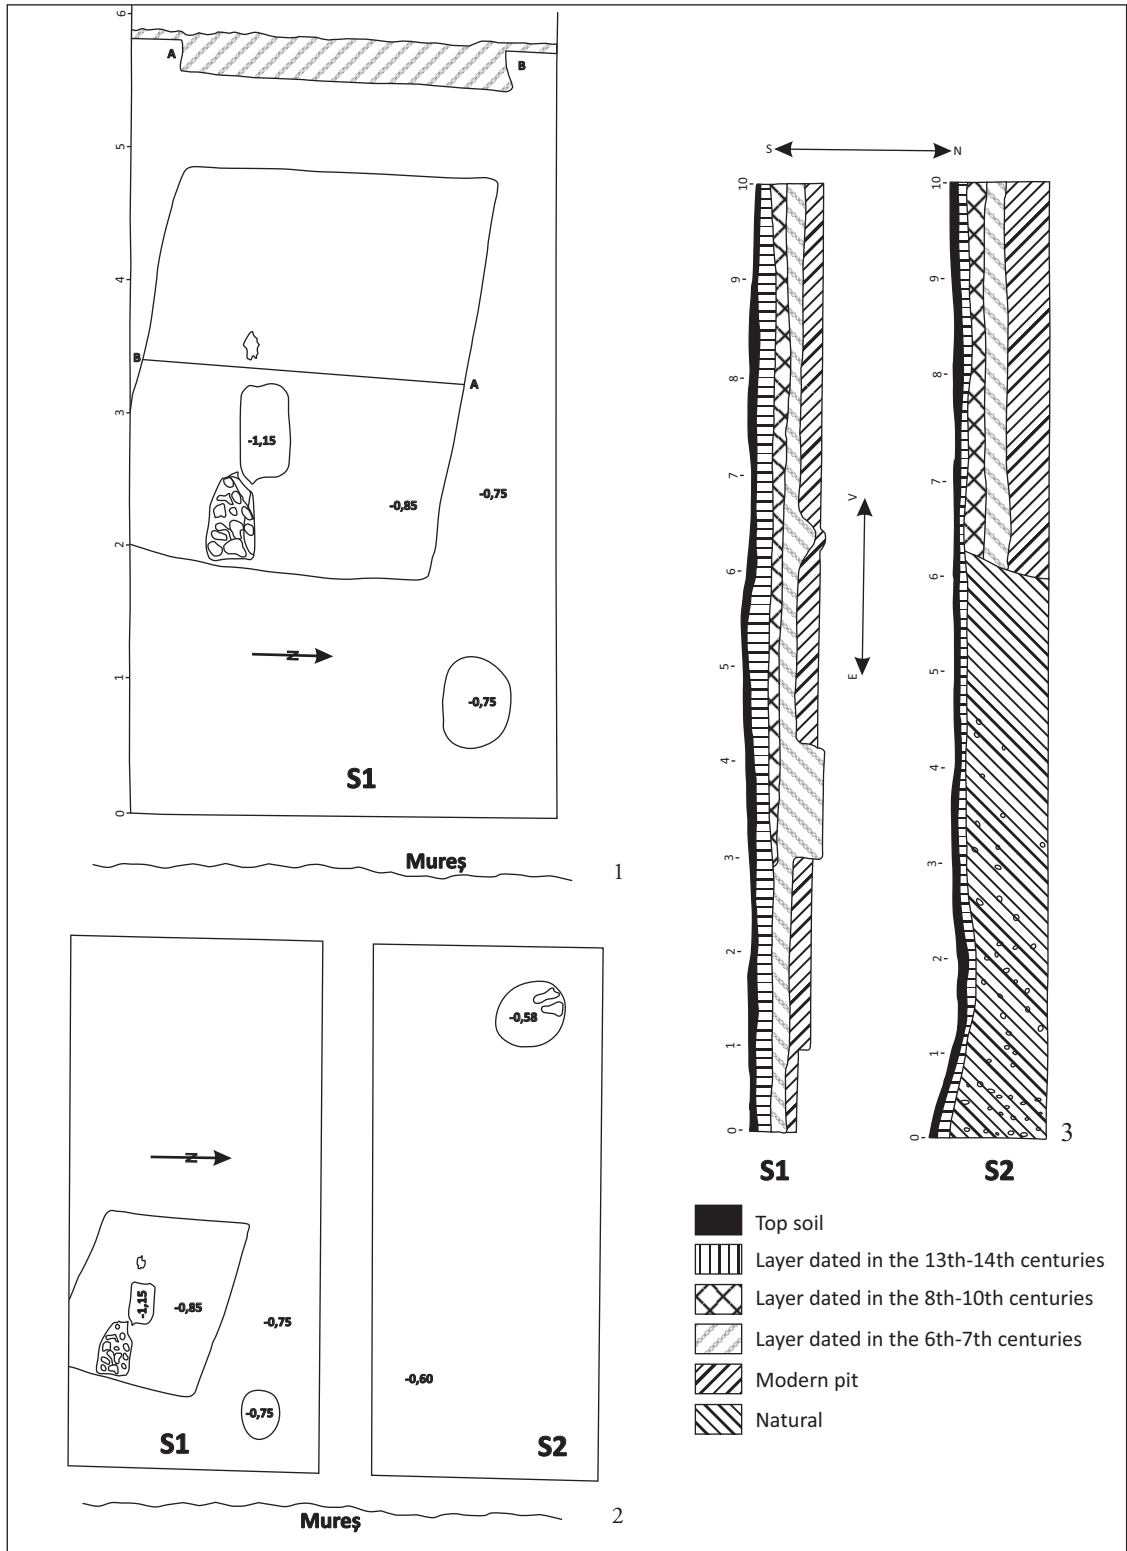 6
A
B
5
4
B
A
3
-1,15
-0,85
-0,75
2
N
1
-0,75
S1
0
Mureş
1
-0,58
N
-1,15
-0,85
-0,75
-0,60
-0,75
S1
S2
Mureş
2
S
N
10
9
8
7
6
5
4
3
2
1
0
V
E
10
9
8
7
6
5
4
3
2
1
0
3
S1
S2
Top soil
Layer dated in the 13th-14th centuries
Layer dated in the 8th-10th centuries
Layer dated in the 6th-7th centuries
Modern pit
Natural